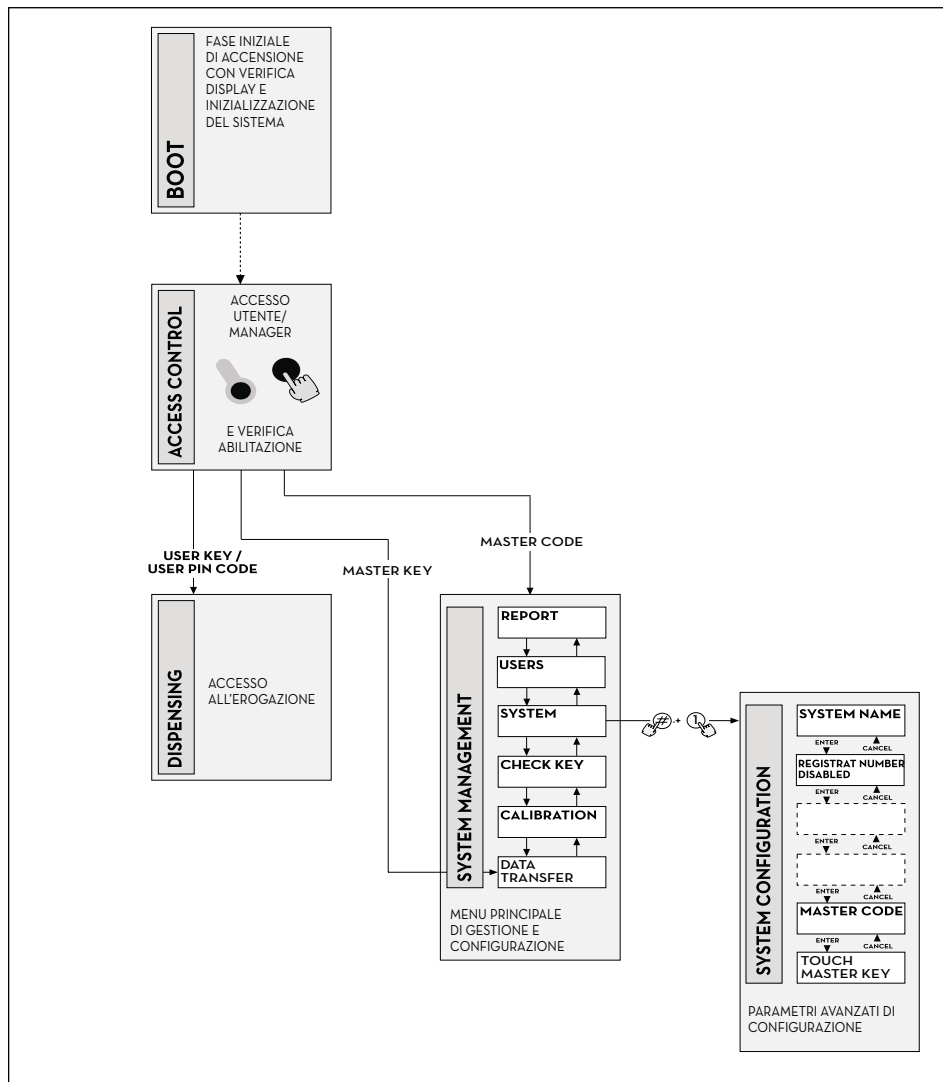 BOOT
FASE INIZIALE
DI ACCENSIONE
CON VERIFICA
DISPLAY E
INIZIALIZZAZIONE
DEL SISTEMA
ACCESS CONTROL
ACCESSO
UTENTE/
MANAGER
E VERIFICA
ABILITAZIONE
USER KEY /
USER PIN CODE
MASTER KEY
MASTER CODE
DISPENSING
ACCESSO
ALL'EROGAZIONE
SYSTEM MANAGEMENT
REPORT
USERS
SYSTEM
CHECK KEY
CALIBRATION
DATA
TRANSFER
MENU PRINCIPALE
DI GESTIONE E
CONFIGURAZIONE
# + 1
SYSTEM CONFIGURATION
SYSTEM NAME
ENTER CANCEL
REGISTRAT NUMBER
DISABLED
ENTER CANCEL
ENTER CANCEL
ENTER CANCEL
MASTER CODE
ENTER CANCEL
TOUCH
MASTER KEY
PARAMETRI AVANZATI DI
CONFIGURAZIONE